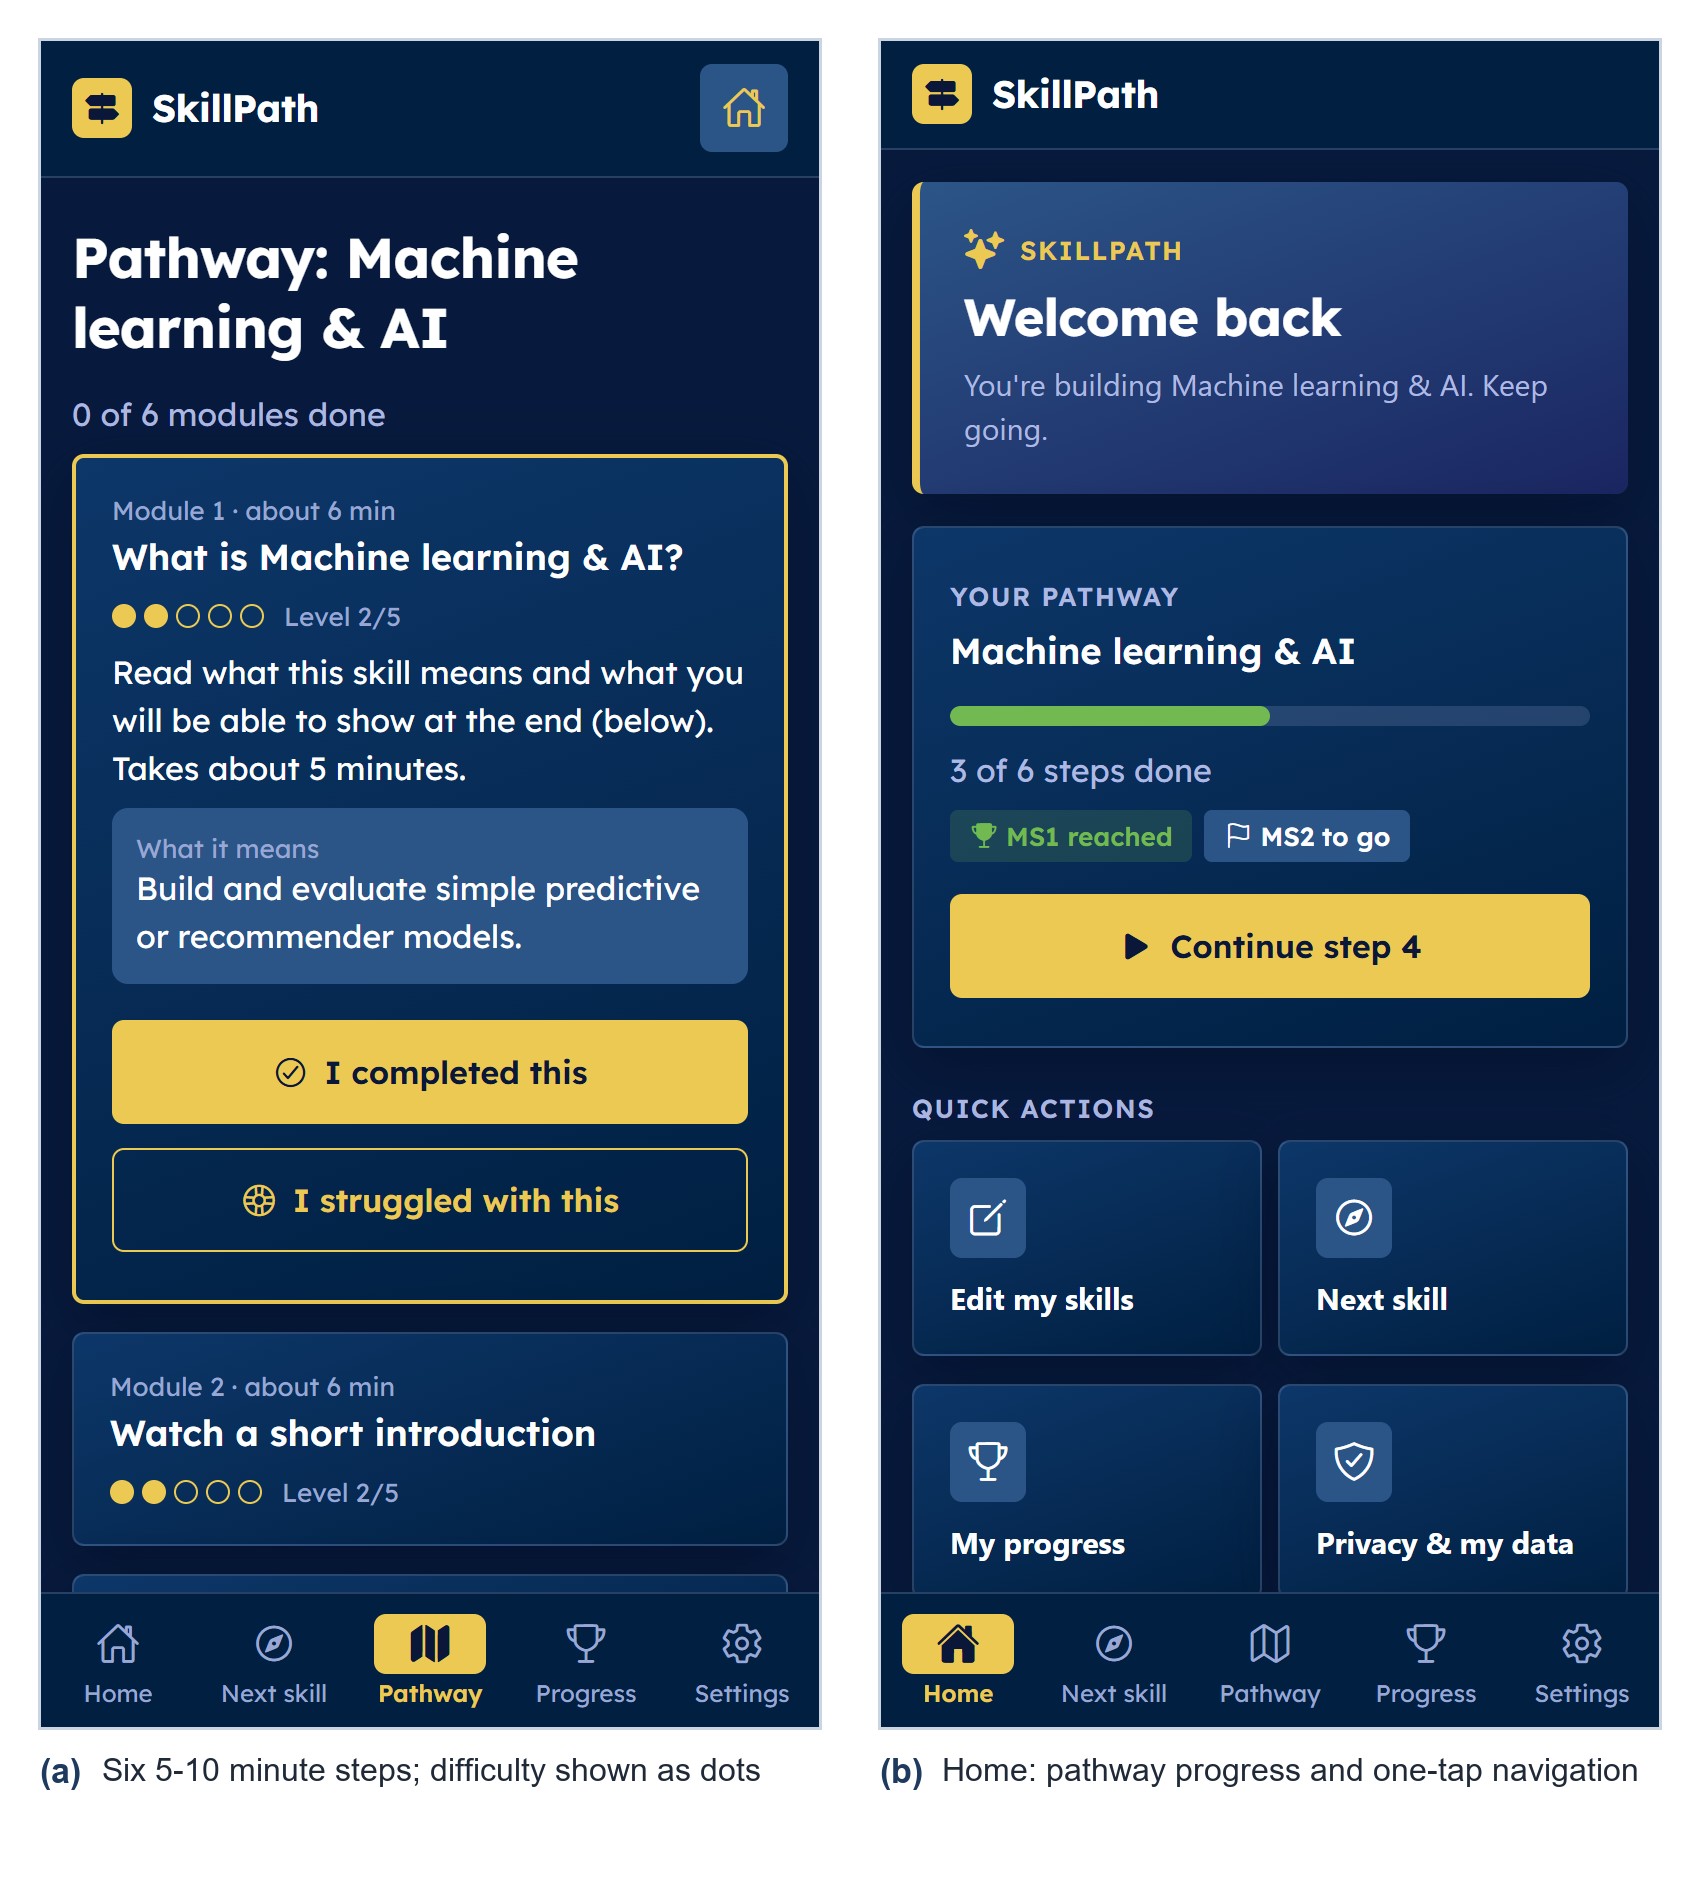 SkillPath
Pathway: Machine
learning & AI
0 of 6 modules done
Module 1 · about 6 min
What is Machine learning & AI?
Level 2/5
Read what this skill means and what you
will be able to show at the end (below).
Takes about 5 minutes.
What it means
Build and evaluate simple predictive
or recommender models.
I completed this
I struggled with this
Module 2 · about 6 min
Watch a short introduction
Level 2/5
Home
Next skill
Pathway
Progress
Settings
(a) Six 5-10 minute steps; difficulty shown as dots
SkillPath
SKILLPATH
Welcome back
You're building Machine learning & AI. Keep
going.
YOUR PATHWAY
Machine learning & AI
3 of 6 steps done
MS1 reached
MS2 to go
Continue step 4
QUICK ACTIONS
Edit my skills
Next skill
My progress
Privacy & my data
Home
Next skill
Pathway
Progress
Settings
(b) Home: pathway progress and one-tap navigation